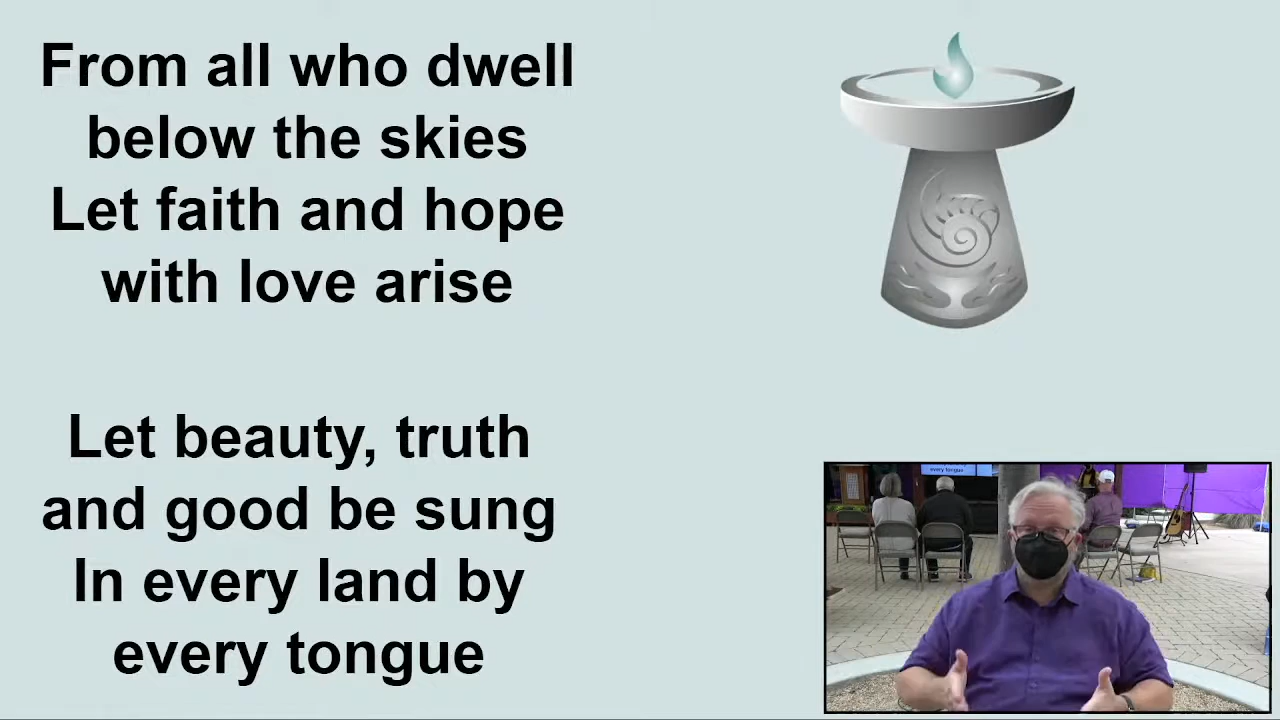 From all who dwell
below the skies
Let faith and hope
with love arise
Let beauty, truth
and good be sung
In every land by
every tongue
every tongue